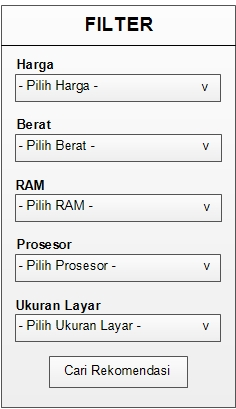 FILTER
Harga
- Pilih Harga - v
Berat
- Pilih Berat - v
RAM
- Pilih RAM - v
Prosesor
- Pilih Prosesor - v
Ukuran Layar
- Pilih Ukuran Layar - v
Cari Rekomendasi